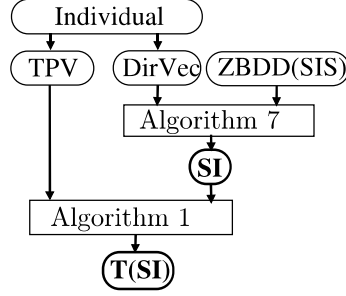 Individual
TPV DirVec ZBDD(SIS)
Algorithm 7
SI
Algorithm 1
T(SI)